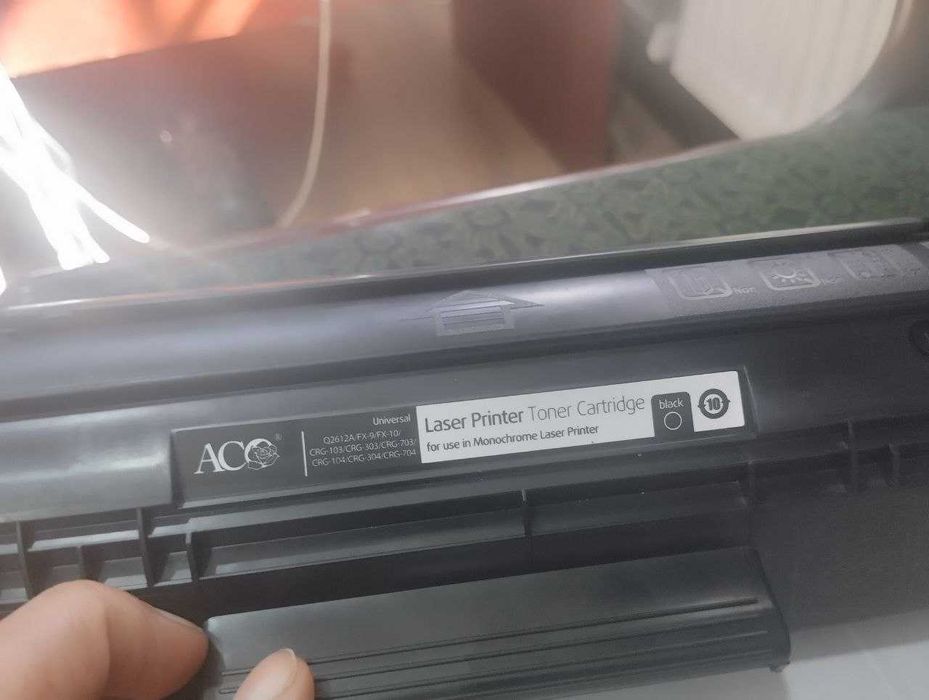 ACO®
Universal
Q2612A/FX-9/FX-10/
CRG-103/CRG-303/CRG-703/
CRG-104/CRG-304/CRG-704
Laser Printer Toner Cartridge
for use in Monochrome Laser Printer
black
10